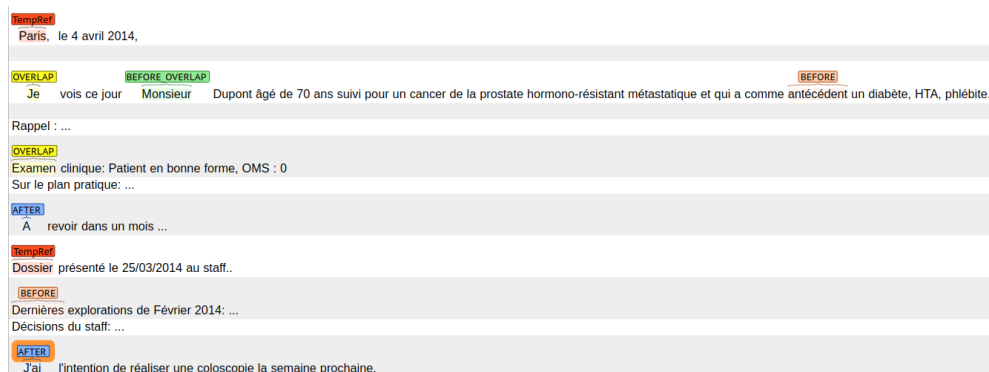 TempRef
Paris, le 4 avril 2014,
OVERLAP BEFORE_OVERLAP BEFORE
Je vois ce jour Monsieur Dupont âgé de 70 ans suivi pour un cancer de la prostate hormono-résistant métastatique et qui a comme antécédent un diabète, HTA, phlébite.
Rappel : ...
OVERLAP
Examen clinique: Patient en bonne forme, OMS : 0
Sur le plan pratique: ...
AFTER
A revoir dans un mois ...
TempRef
Dossier présenté le 25/03/2014 au staff..
BEFORE
Dernières explorations de Février 2014: ...
Décisions du staff: ...
AFTER
J'ai l'intention de réaliser une coloscopie la semaine prochaine.